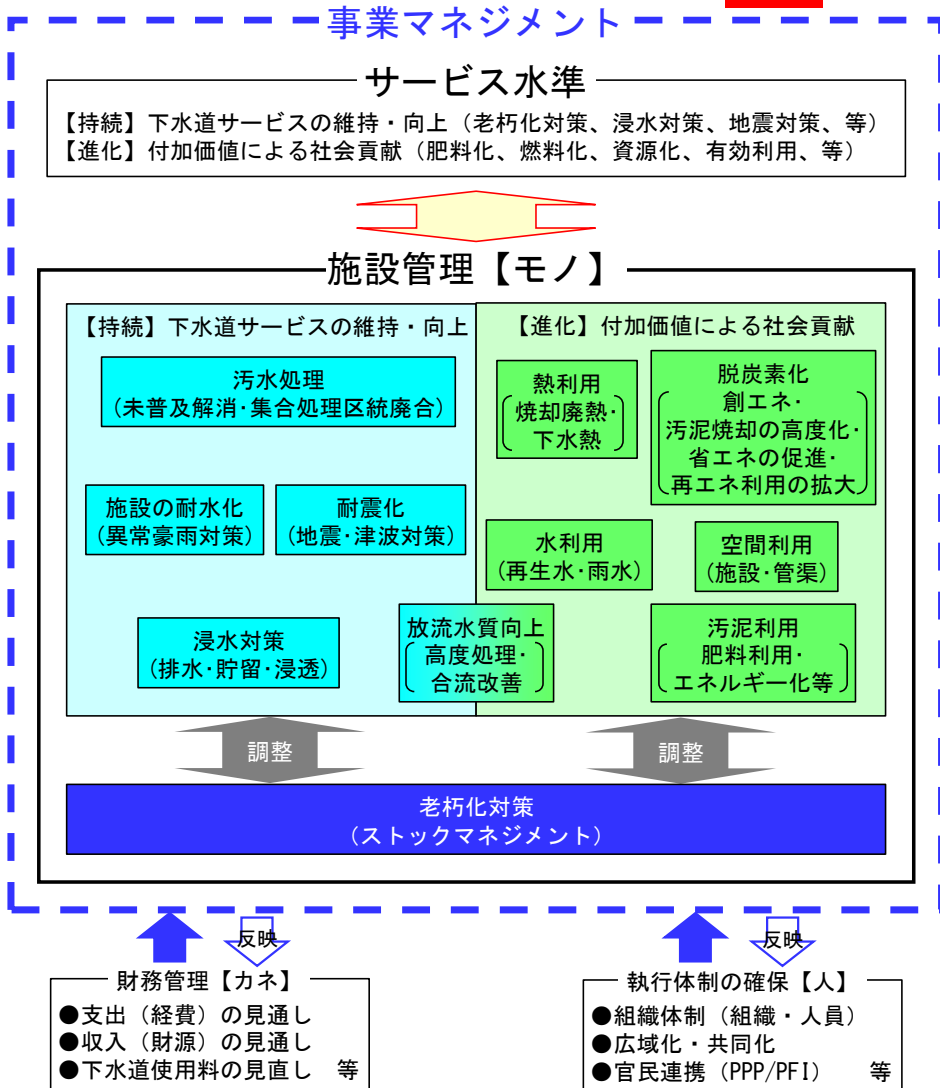 事業マネジメント
サービス水準
【持続】下水道サービスの維持・向上（老朽化対策、浸水対策、地震対策、等）
【進化】付加価値による社会貢献（肥料化、燃料化、資源化、有効利用、等）
施設管理【モノ】
【持続】下水道サービスの維持・向上
汚水処理
(未普及解消･集合処理区統廃合)
施設の耐水化
(異常豪雨対策)
耐震化
(地震･津波対策)
浸水対策
(排水･貯留･浸透)
放流水質向上
高度処理･
合流改善
【進化】付加価値による社会貢献
熱利用
焼却廃熱･
下水熱
脱炭素化
創エネ･
汚泥焼却の高度化･
省エネの促進･
再エネ利用の拡大
水利用
(再生水･雨水)
空間利用
(施設･管渠)
汚泥利用
肥料利用･
エネルギー化等
調整
調整
老朽化対策
（ストックマネジメント）
反映
財務管理【カネ】
●支出（経費）の見通し
●収入（財源）の見通し
●下水道使用料の見直し　等
反映
執行体制の確保【人】
●組織体制（組織・人員）
●広域化・共同化
●官民連携（PPP/PFI）　等